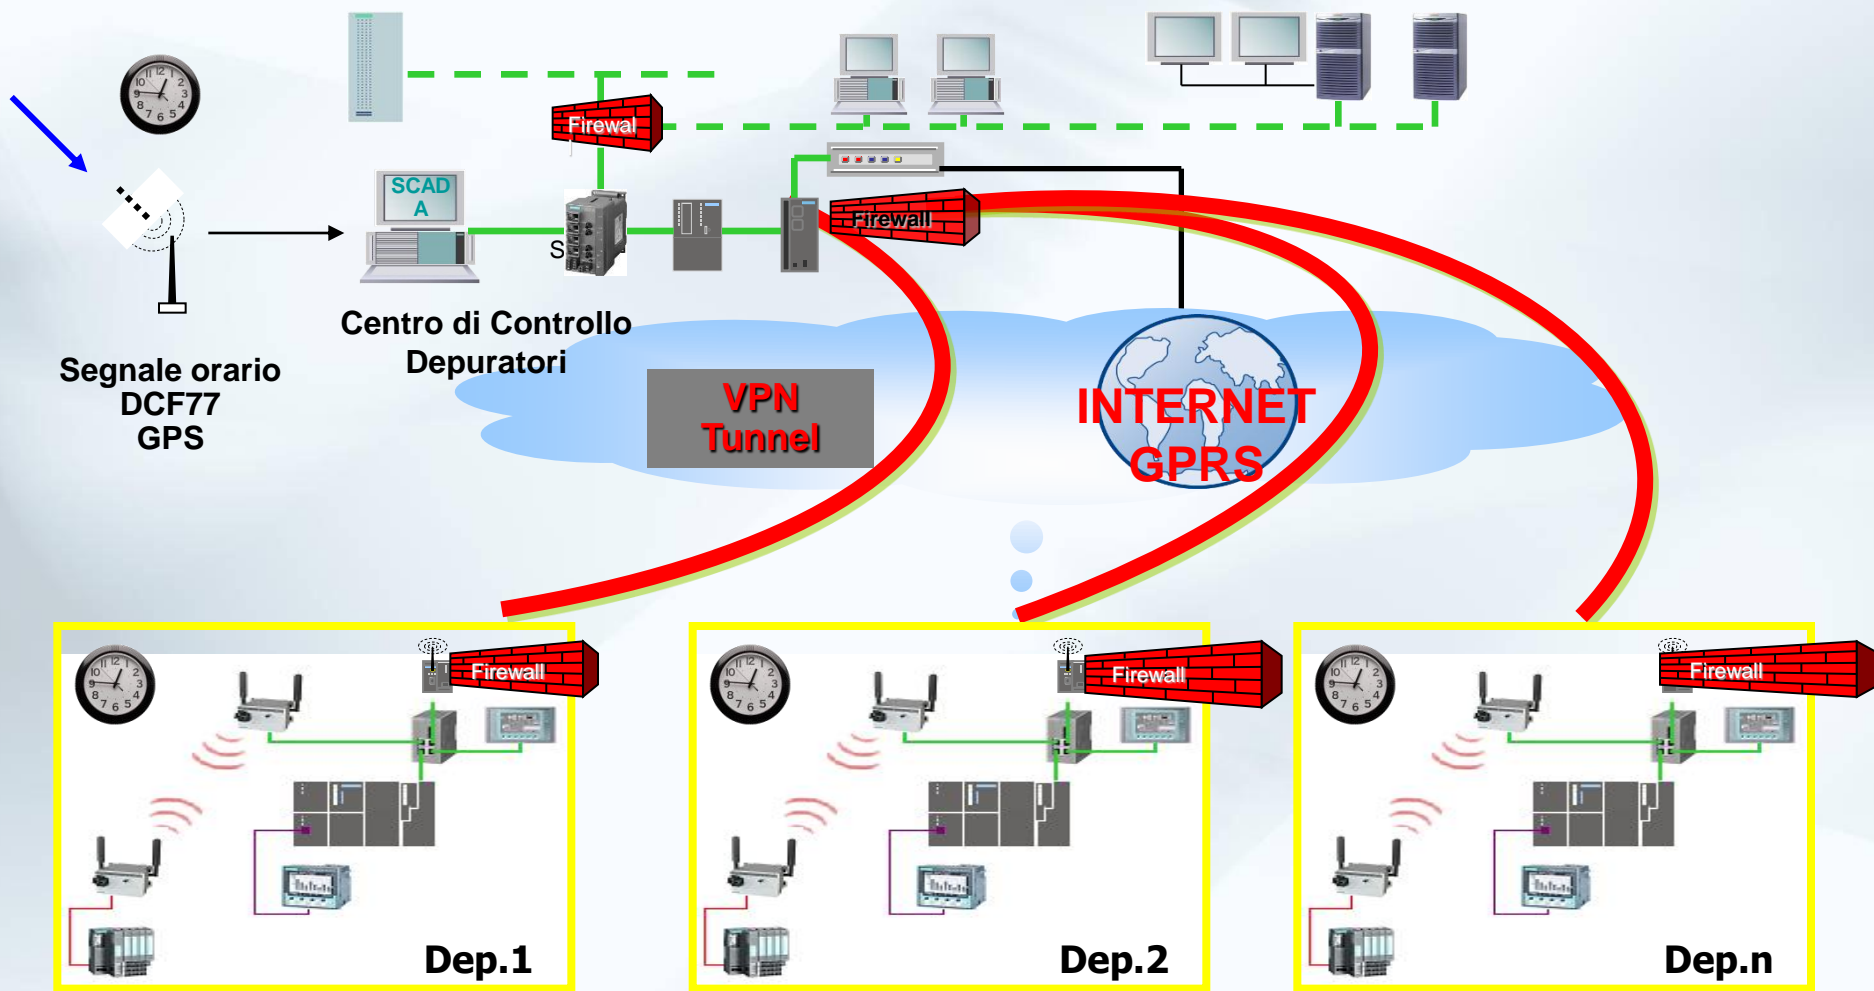 Firewal
l
SCAD
A
S
Firewall
Centro di Controllo
Depuratori
Segnale orario
DCF77
GPS
VPN
Tunnel
INTERNET
GPRS
Firewall
Firewall
Firewall
Dep.1
Dep.2
Dep.n